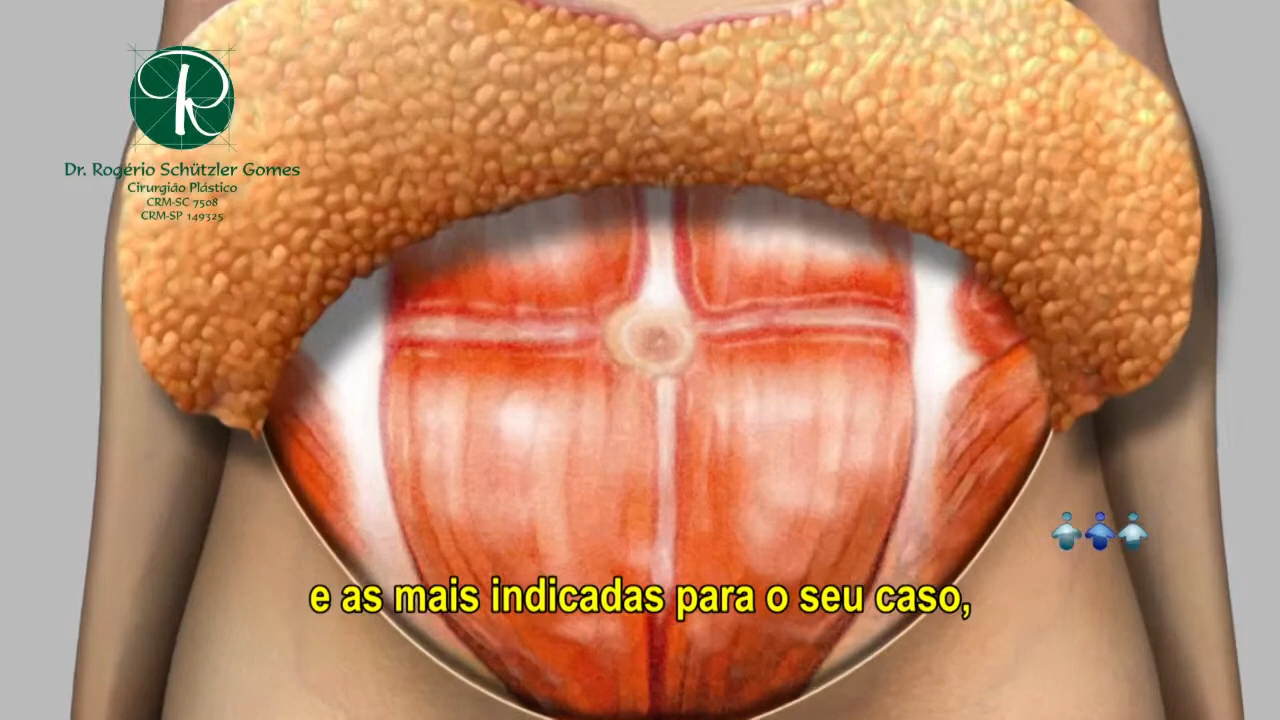 Dr. Rogério Schützler Gomes
Cirurgião Plástico
CRM-SC 7508
CRM-SP 149325
e as mais indicadas para o seu caso,